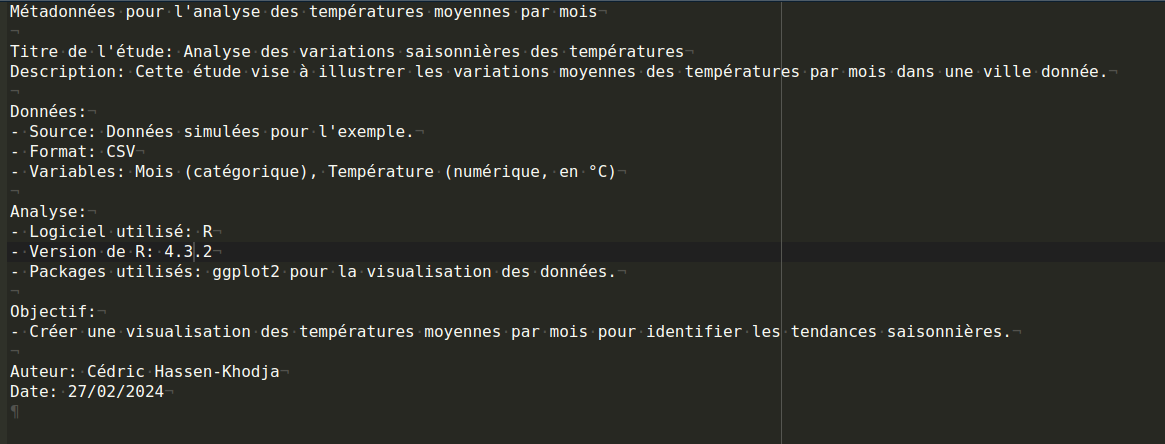 Métadonnées pour l'analyse des températures moyennes par mois

Titre de l'étude: Analyse des variations saisonnières des températures
Description: Cette étude vise à illustrer les variations moyennes des températures par mois dans une ville donnée.

Données:
- Source: Données simulées pour l'exemple.
- Format: CSV
- Variables: Mois (catégorique), Température (numérique, en °C)

Analyse:
- Logiciel utilisé: R
- Version de R: 4.3.2
- Packages utilisés: ggplot2 pour la visualisation des données.

Objectif:
- Créer une visualisation des températures moyennes par mois pour identifier les tendances saisonnières.

Auteur: Cédric Hassen-Khodja
Date: 27/02/2024